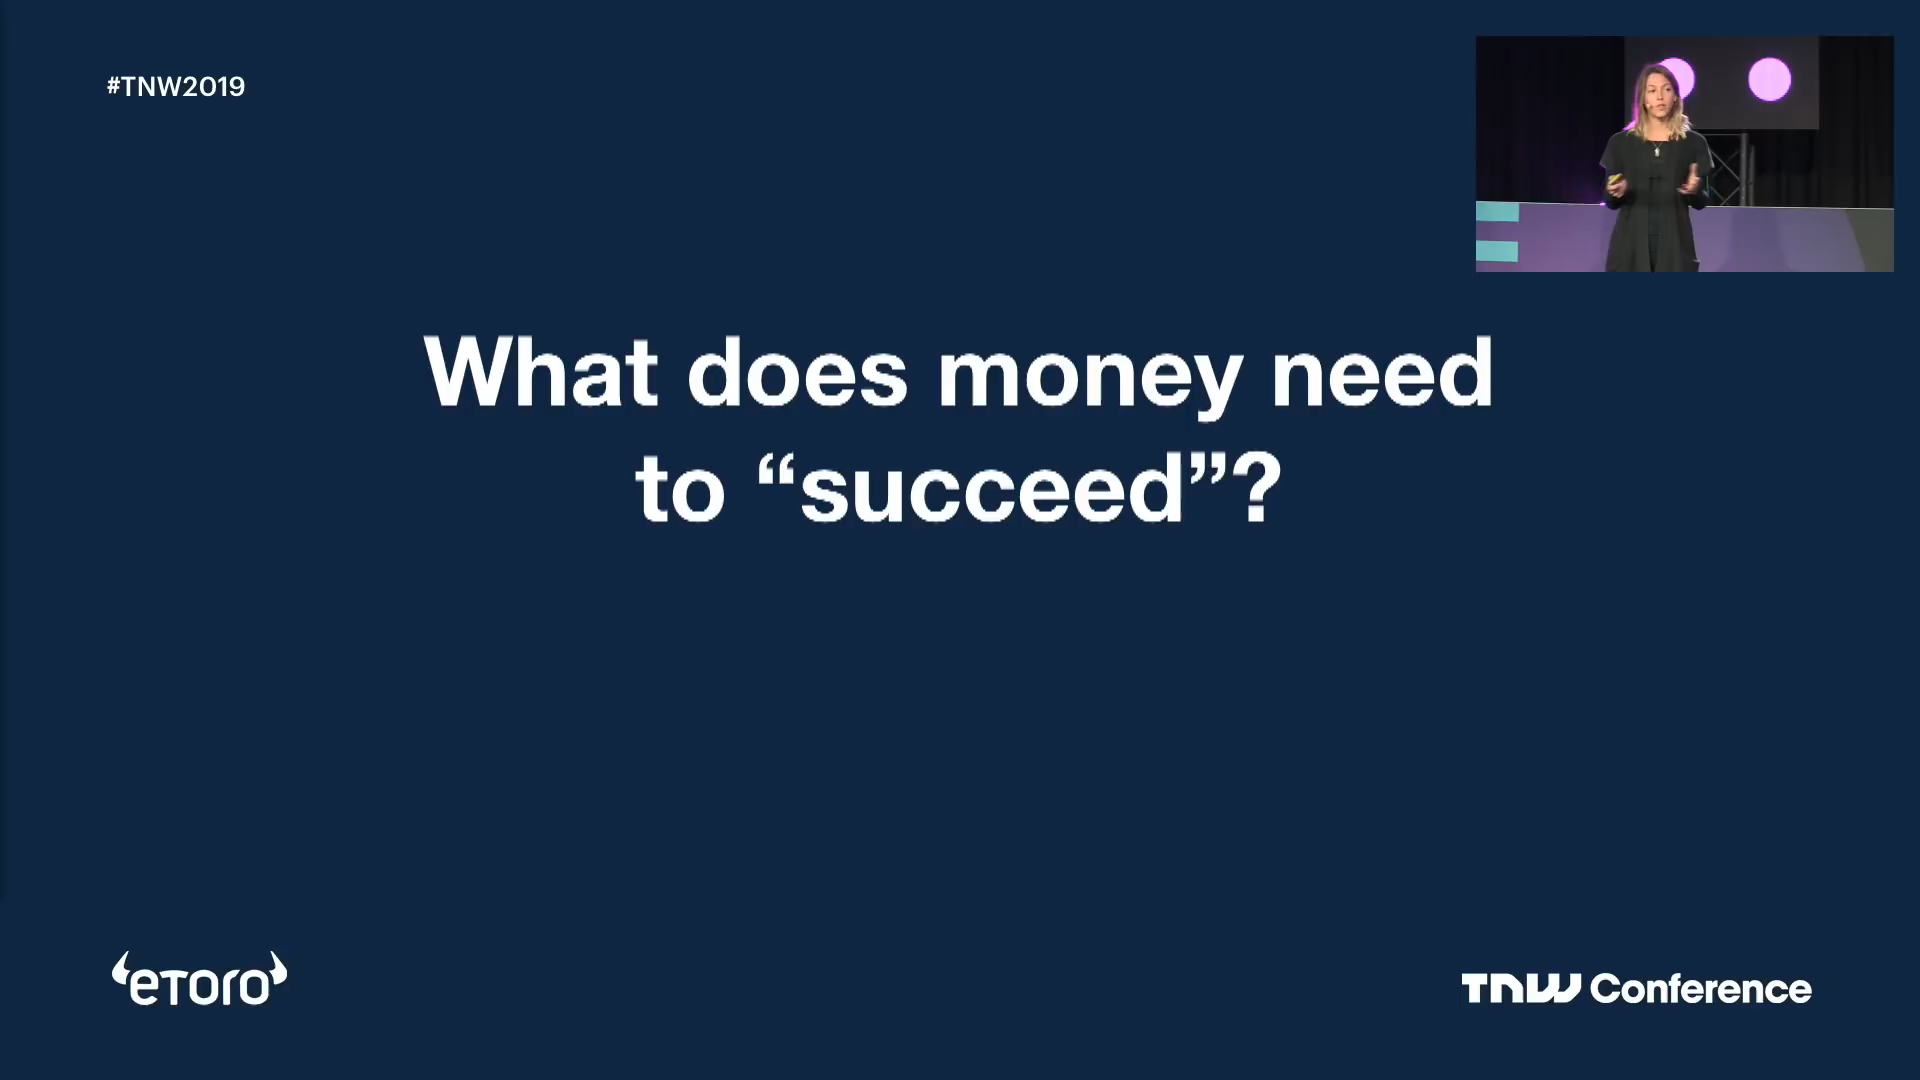 #TNW2019
What does money need
to “succeed”?
eToro
TNW Conference